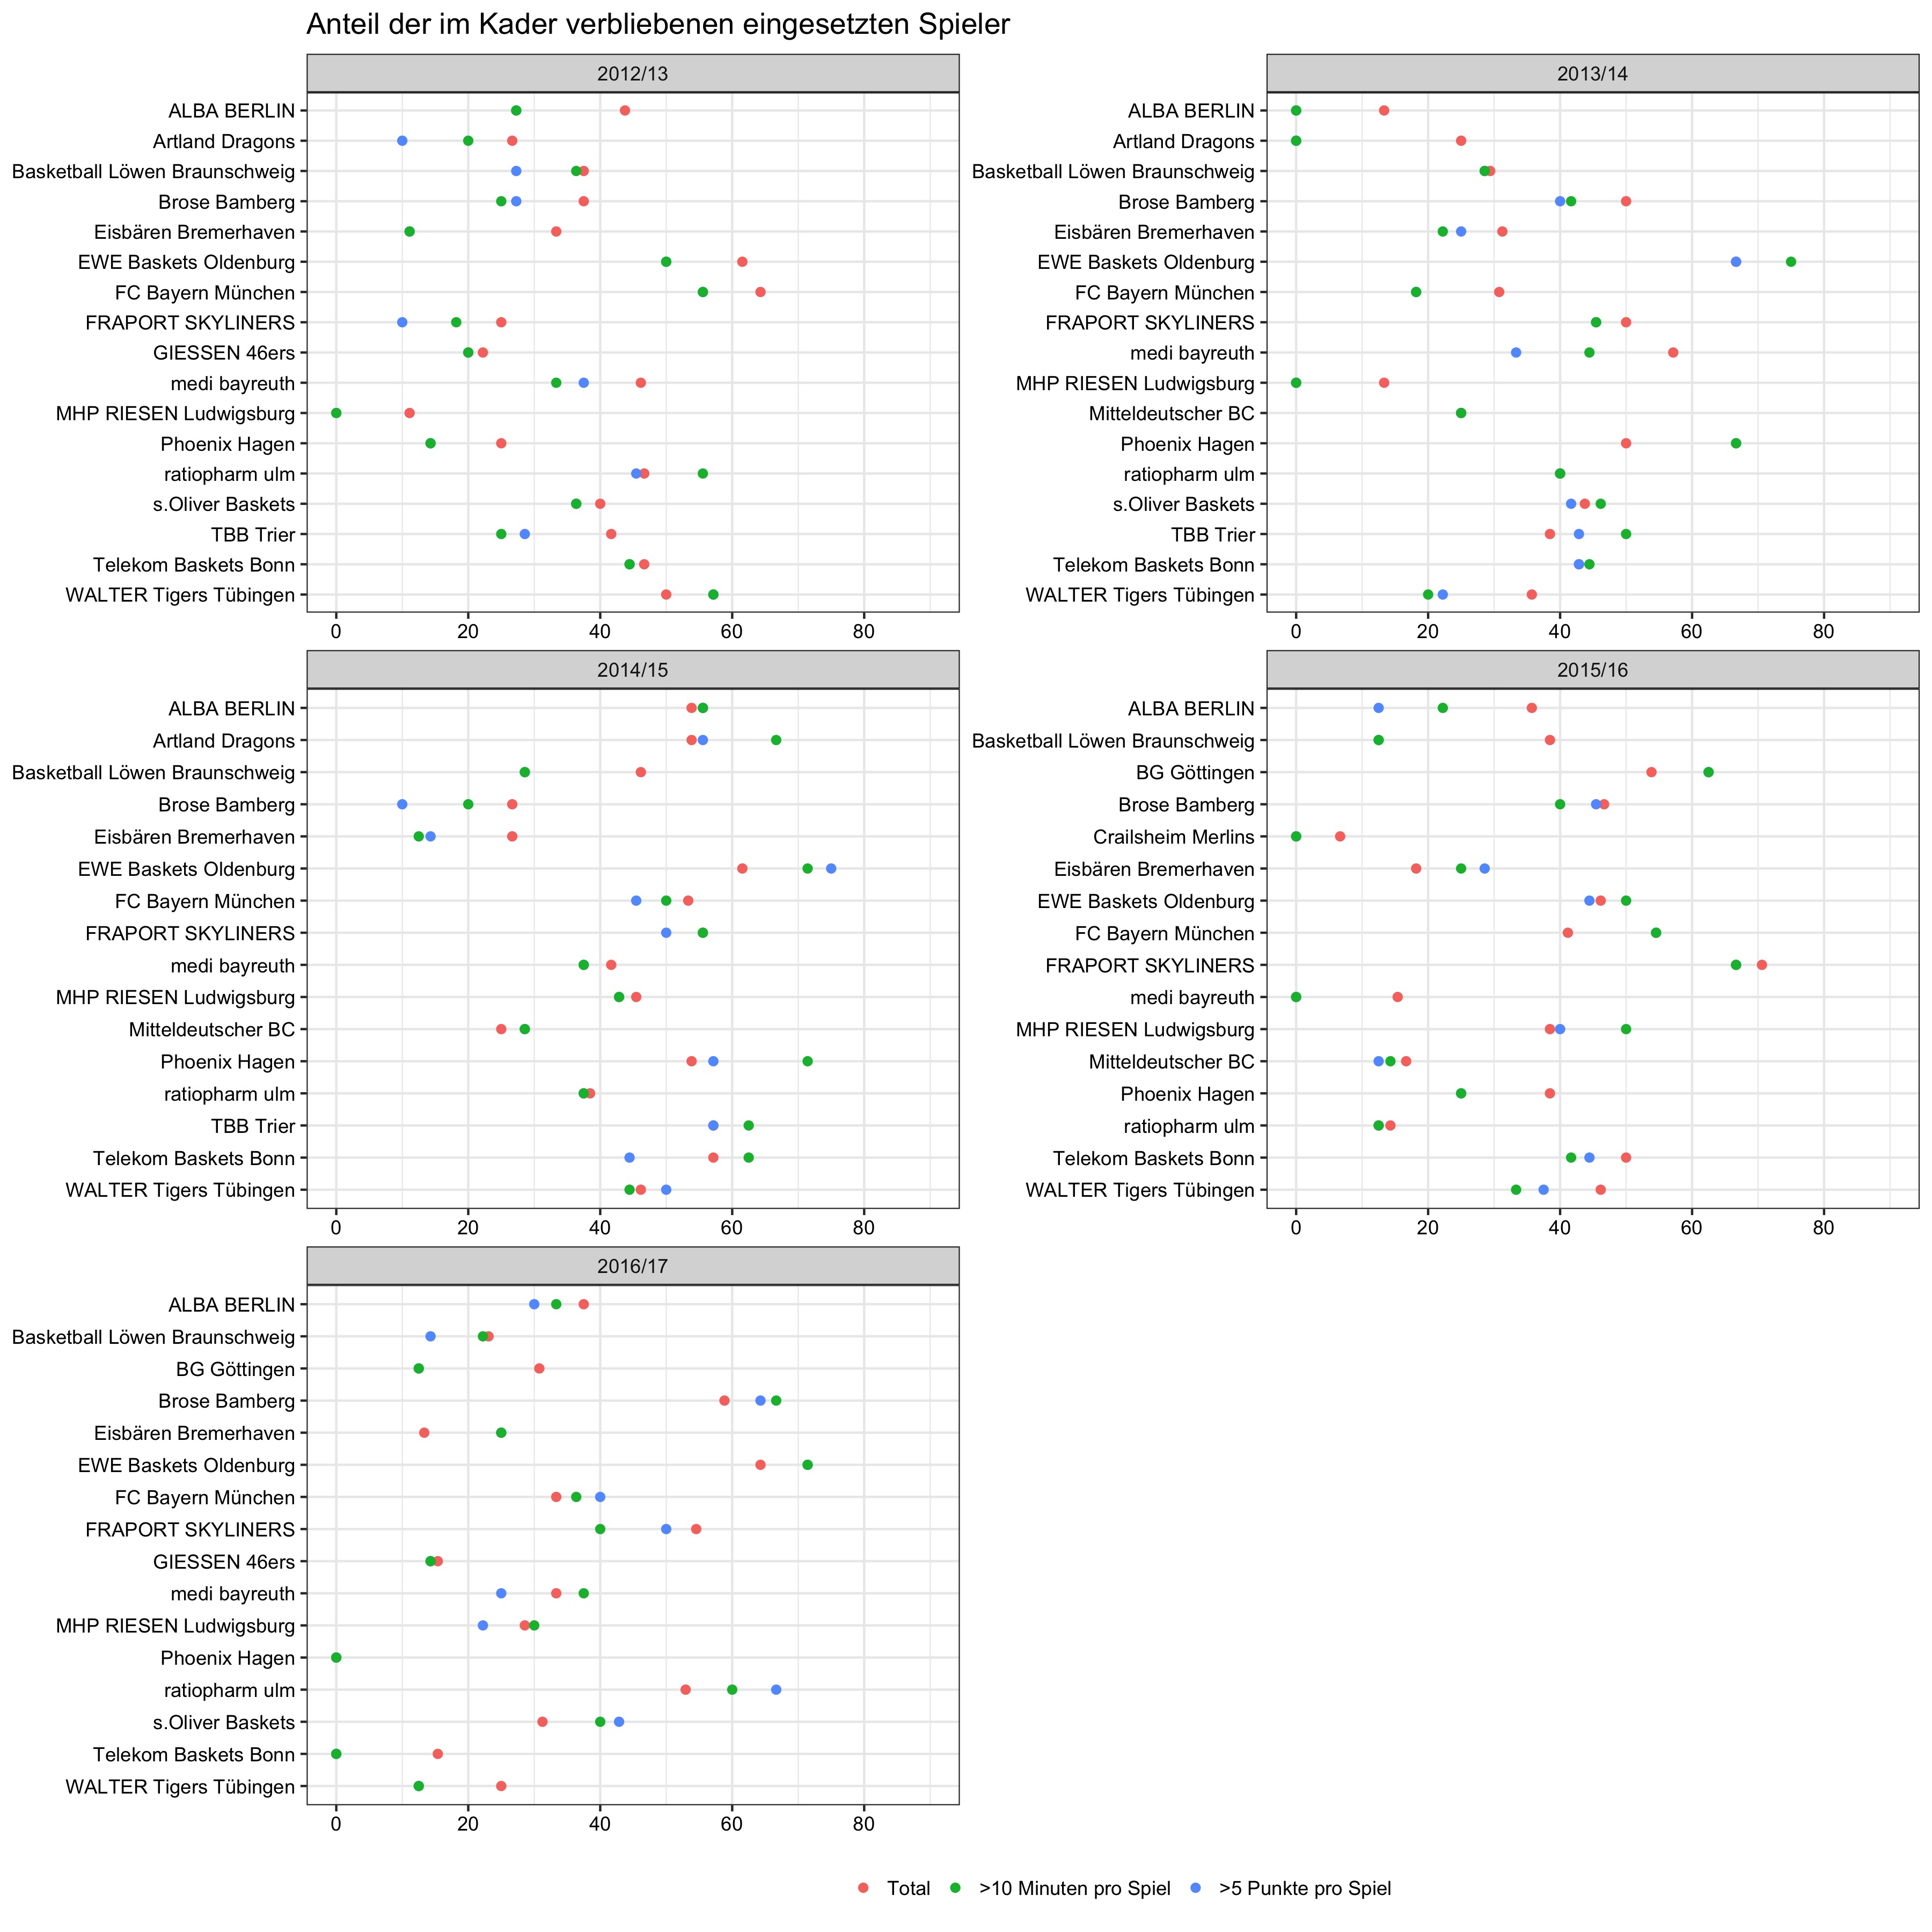 Anteil der im Kader verbliebenen eingesetzten Spieler
2012/13
ALBA BERLIN
Artland Dragons
Basketball Löwen Braunschweig
Brose Bamberg
Eisbären Bremerhaven
EWE Baskets Oldenburg
FC Bayern München
FRAPORT SKYLINERS
GIESSEN 46ers
medi bayreuth
MHP RIESEN Ludwigsburg
Phoenix Hagen
ratiopharm ulm
s.Oliver Baskets
TBB Trier
Telekom Baskets Bonn
WALTER Tigers Tübingen
0 20 40 60 80
2013/14
ALBA BERLIN
Artland Dragons
Basketball Löwen Braunschweig
Brose Bamberg
Eisbären Bremerhaven
EWE Baskets Oldenburg
FC Bayern München
FRAPORT SKYLINERS
medi bayreuth
MHP RIESEN Ludwigsburg
Mitteldeutscher BC
Phoenix Hagen
ratiopharm ulm
s.Oliver Baskets
TBB Trier
Telekom Baskets Bonn
WALTER Tigers Tübingen
0 20 40 60 80
2014/15
ALBA BERLIN
Artland Dragons
Basketball Löwen Braunschweig
Brose Bamberg
Eisbären Bremerhaven
EWE Baskets Oldenburg
FC Bayern München
FRAPORT SKYLINERS
medi bayreuth
MHP RIESEN Ludwigsburg
Mitteldeutscher BC
Phoenix Hagen
ratiopharm ulm
TBB Trier
Telekom Baskets Bonn
WALTER Tigers Tübingen
0 20 40 60 80
2015/16
ALBA BERLIN
Basketball Löwen Braunschweig
BG Göttingen
Brose Bamberg
Crailsheim Merlins
Eisbären Bremerhaven
EWE Baskets Oldenburg
FC Bayern München
FRAPORT SKYLINERS
medi bayreuth
MHP RIESEN Ludwigsburg
Mitteldeutscher BC
Phoenix Hagen
ratiopharm ulm
Telekom Baskets Bonn
WALTER Tigers Tübingen
0 20 40 60 80
2016/17
ALBA BERLIN
Basketball Löwen Braunschweig
BG Göttingen
Brose Bamberg
Eisbären Bremerhaven
EWE Baskets Oldenburg
FC Bayern München
FRAPORT SKYLINERS
GIESSEN 46ers
medi bayreuth
MHP RIESEN Ludwigsburg
Phoenix Hagen
ratiopharm ulm
s.Oliver Baskets
Telekom Baskets Bonn
WALTER Tigers Tübingen
0 20 40 60 80
Total >10 Minuten pro Spiel >5 Punkte pro Spiel